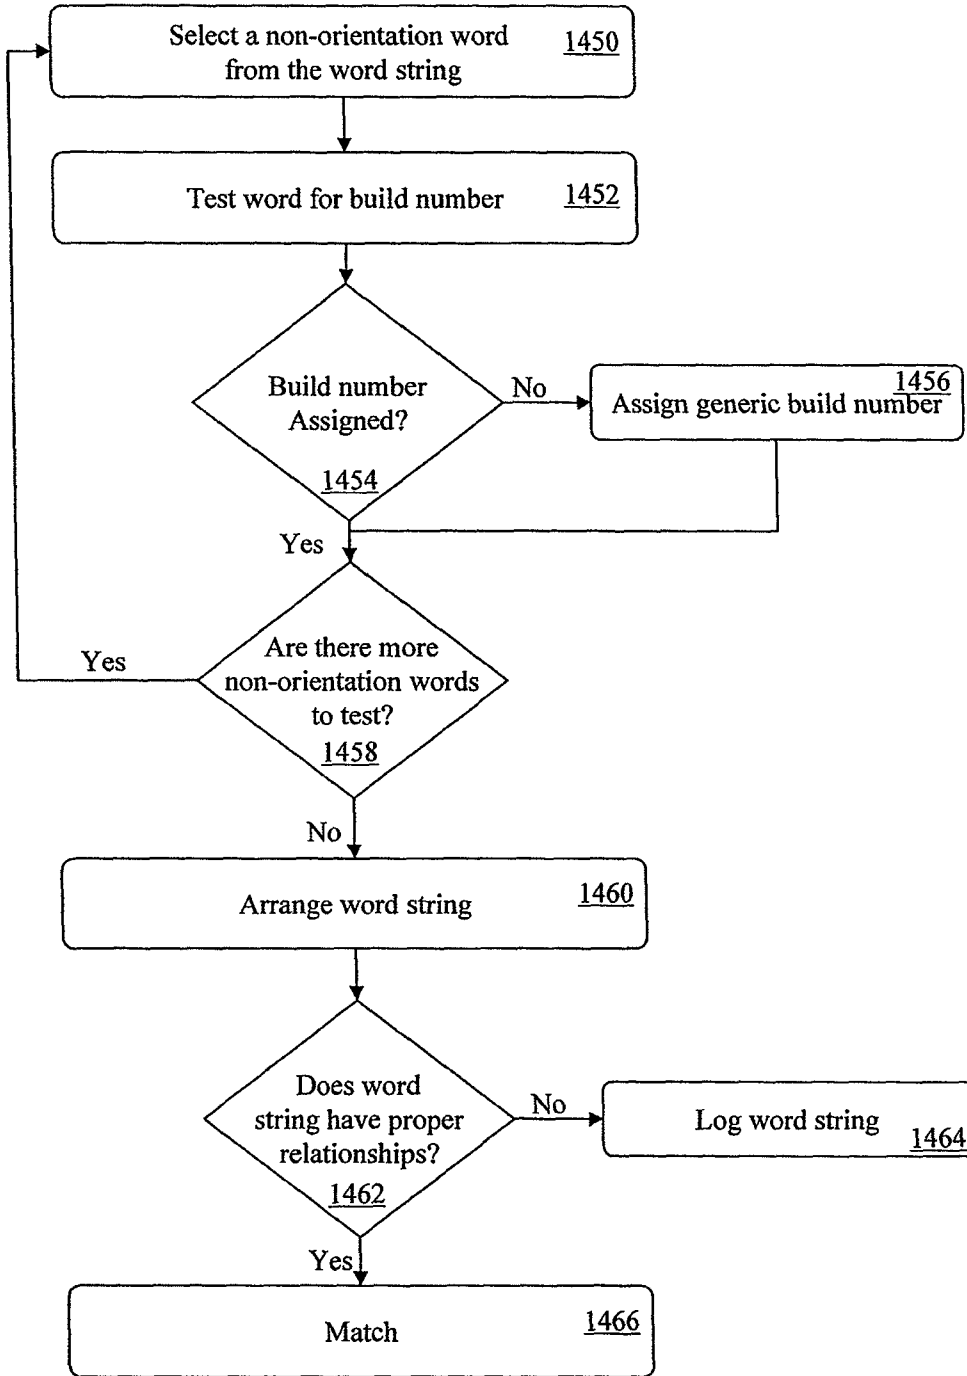 Select a non-orientation word 1450
from the word string
Test word for build number 1452
Build number
Assigned?
1454
No
1456
Assign generic build number
Yes
Are there more
non-orientation words
to test?
1458
Yes
No
Arrange word string 1460
Does word
string have proper
relationships?
1462
No
Log word string
1464
Yes
Match 1466